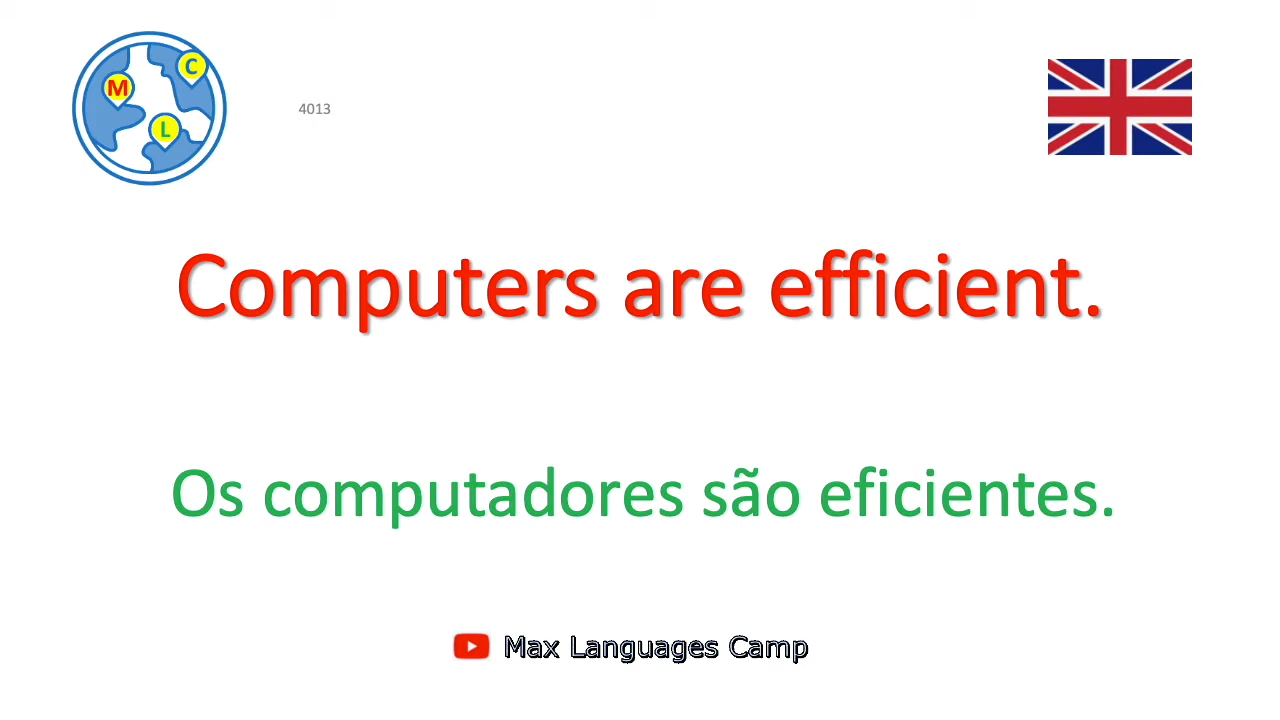 C
M
L
4013
Computers are efficient.
Os computadores são eficientes.
Max Languages Camp